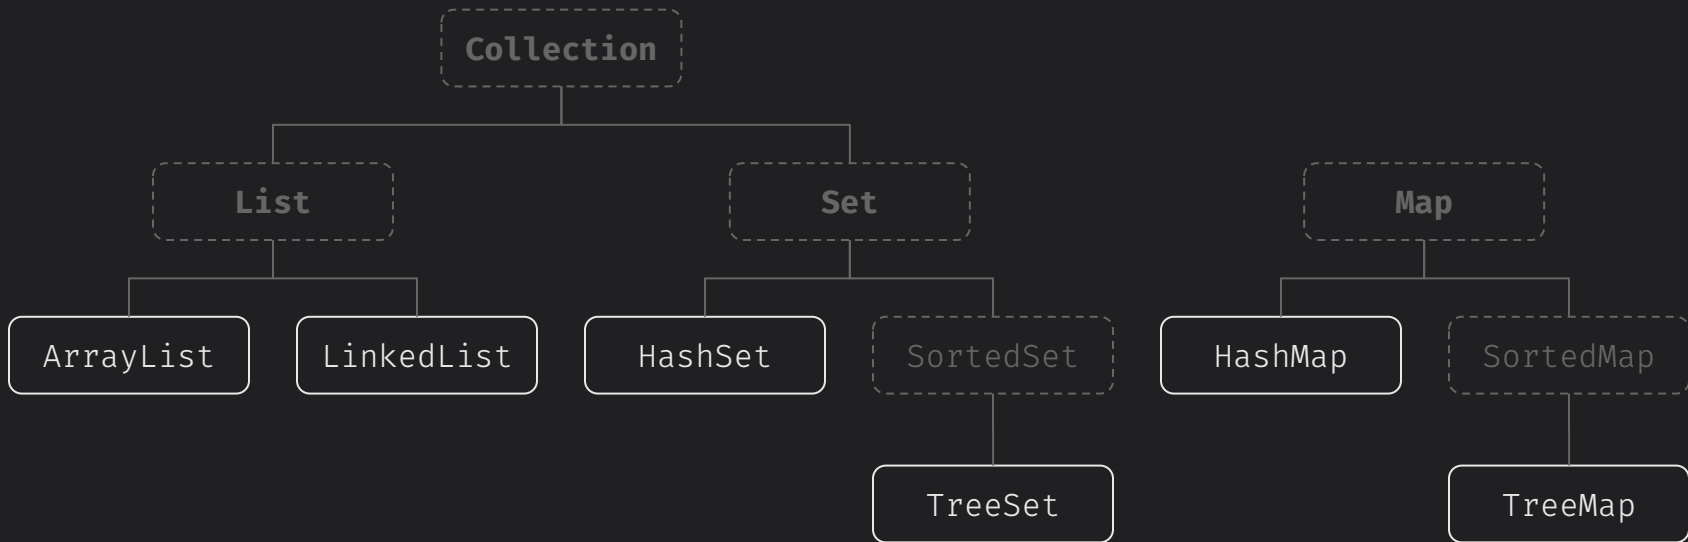 Collection
List
Set
Map
ArrayList
LinkedList
HashSet
SortedSet
HashMap
SortedMap
TreeSet
TreeMap